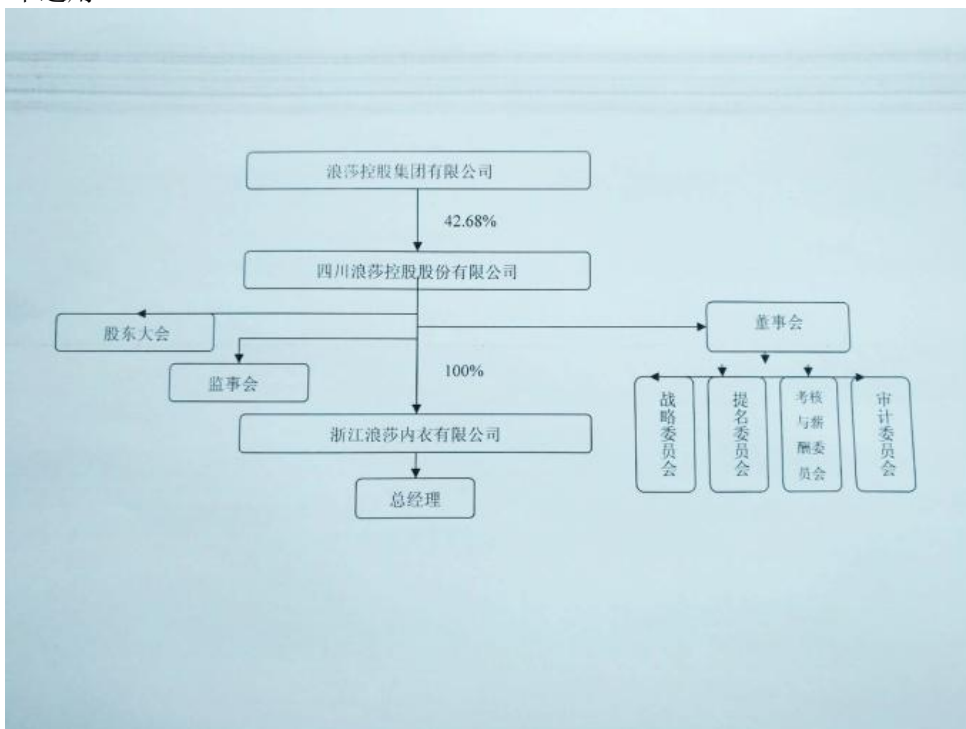 浪莎控股集团有限公司
42.68%
四川浪莎控股股份有限公司
股东大会
董事会
监事会
100%
浙江浪莎内衣有限公司
总经理
战略委员会
提名委员会
考核
与薪
酬委
员会
审计委员会